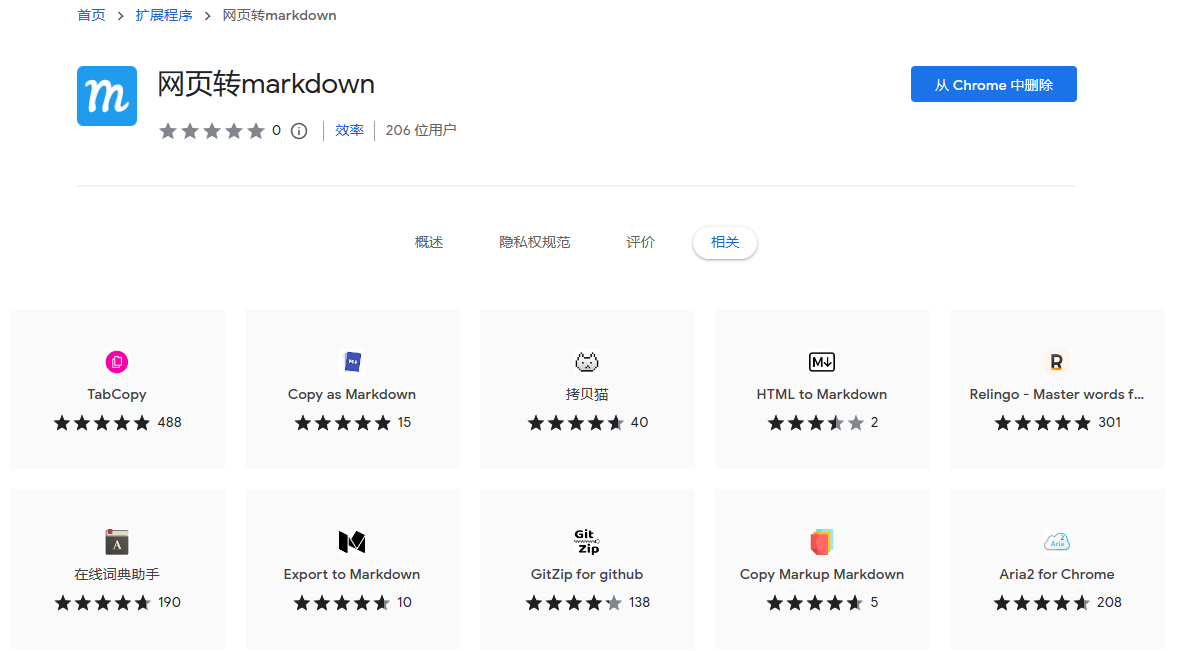 首页 > 扩展程序 > 网页转markdown
m
网页转markdown
从 Chrome 中删除
0 效率 206 位用户
概述 隐私权规范 评价 相关
M↓
TabCopy Copy as Markdown 拷贝猫 HTML to Markdown Relingo - Master words f...
488 15 40 2 301
A Git Zip Aria2
在线词典助手 Export to Markdown GitZip for github Copy Markup Markdown Aria2 for Chrome
190 10 138 5 208